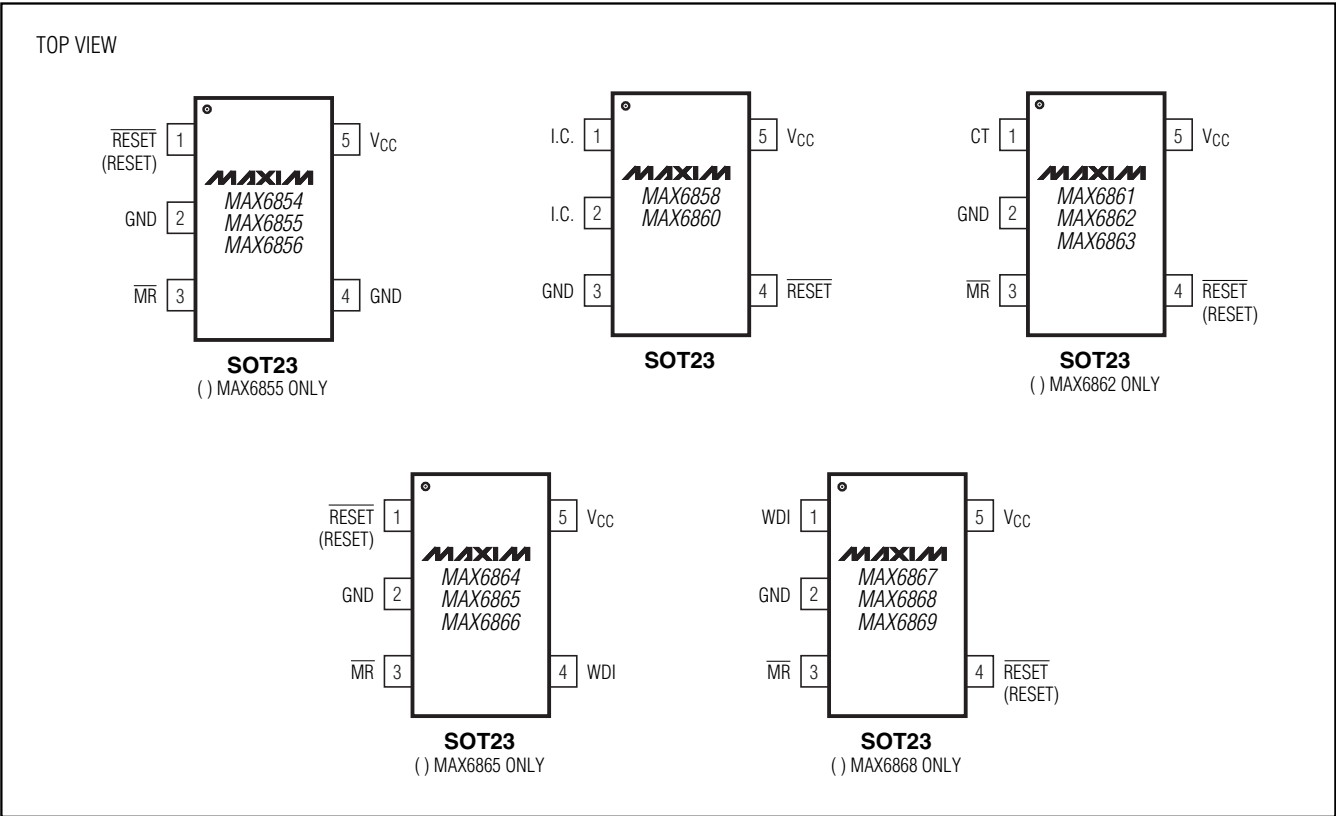 TOP VIEW
RESET
(RESET)
1
GND 2
MR 3
5 VCC
4 GND
MAXIM
MAX6854
MAX6855
MAX6856
SOT23
( ) MAX6855 ONLY
I.C. 1
I.C. 2
GND 3
5 VCC
4 RESET
MAXIM
MAX6858
MAX6860
SOT23
CT 1
GND 2
MR 3
5 VCC
4 RESET
(RESET)
MAXIM
MAX6861
MAX6862
MAX6863
SOT23
( ) MAX6862 ONLY
RESET
(RESET)
1
GND 2
MR 3
5 VCC
4 WDI
MAXIM
MAX6864
MAX6865
MAX6866
SOT23
( ) MAX6865 ONLY
WDI 1
GND 2
MR 3
5 VCC
4 RESET
(RESET)
MAXIM
MAX6867
MAX6868
MAX6869
SOT23
( ) MAX6868 ONLY